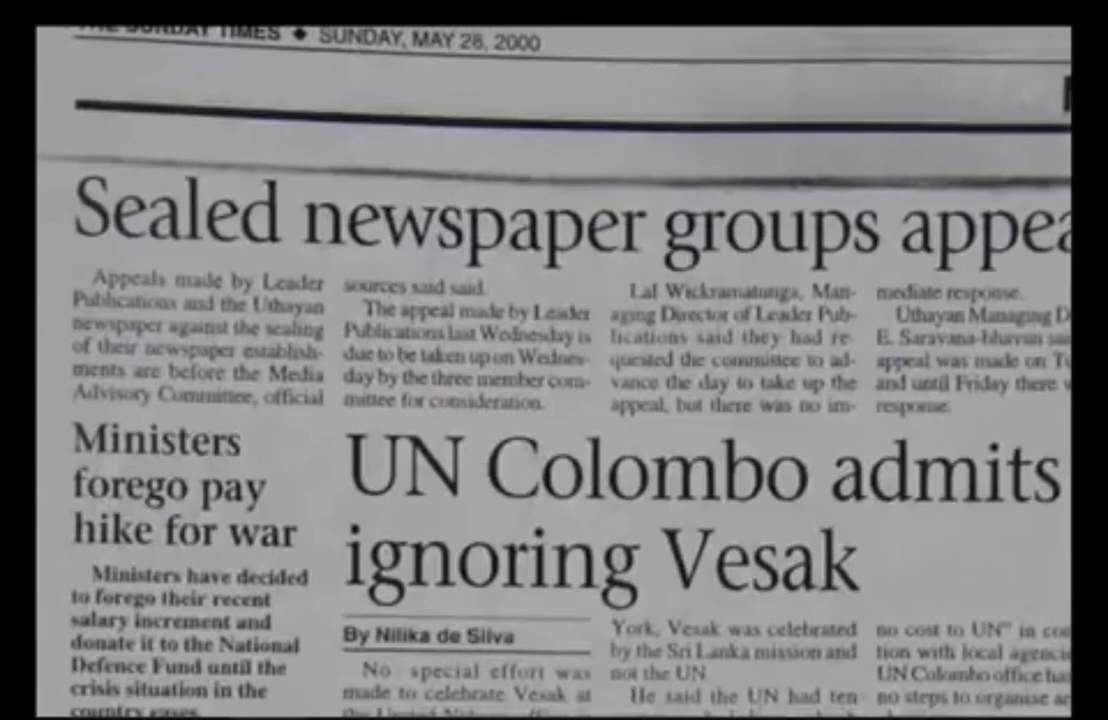 THE SUNDAY TIMES ◆ SUNDAY, MAY 28, 2000
Sealed newspaper groups appea
Appeals made by Leader
Publications and the Uthayan
newspaper against the sealing
of their newspaper establish-
ments are before the Media
Advisory Committee, official
sources said said.
The appeal made by Leader
Publications last Wednesday is
due to be taken up on Wednes-
day by the three member com-
mittee for consideration.
Lal Wickramatunga, Man-
aging Director of Leader Pub-
lications said they had re-
quested the committee to ad-
vance the day to take up the
appeal, but there was no im-
mediate response.
Uthayan Managing D
E. Saravana-bhavan sai
appeal was made on Tu
and until Friday there w
response.
Ministers
forego pay
hike for war
Ministers have decided
to forego their recent
salary increment and
donate it to the National
Defence Fund until the
crisis situation in the
country eases.
UN Colombo admits
ignoring Vesak
By Nilika de Silva
No special effort was
made to celebrate Vesak at
York, Vesak was celebrated
by the Sri Lanka mission and
not the UN
He said the UN had ten
no cost to UN" in co
tion with local agenci
UN Colombo office ha
no steps to organise